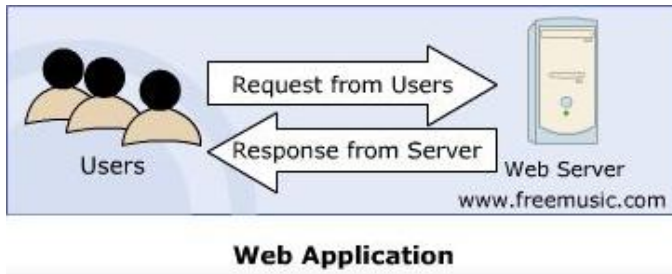 Request from Users
Response from Server
Users
Web Server
www.freemusic.com
Web Application